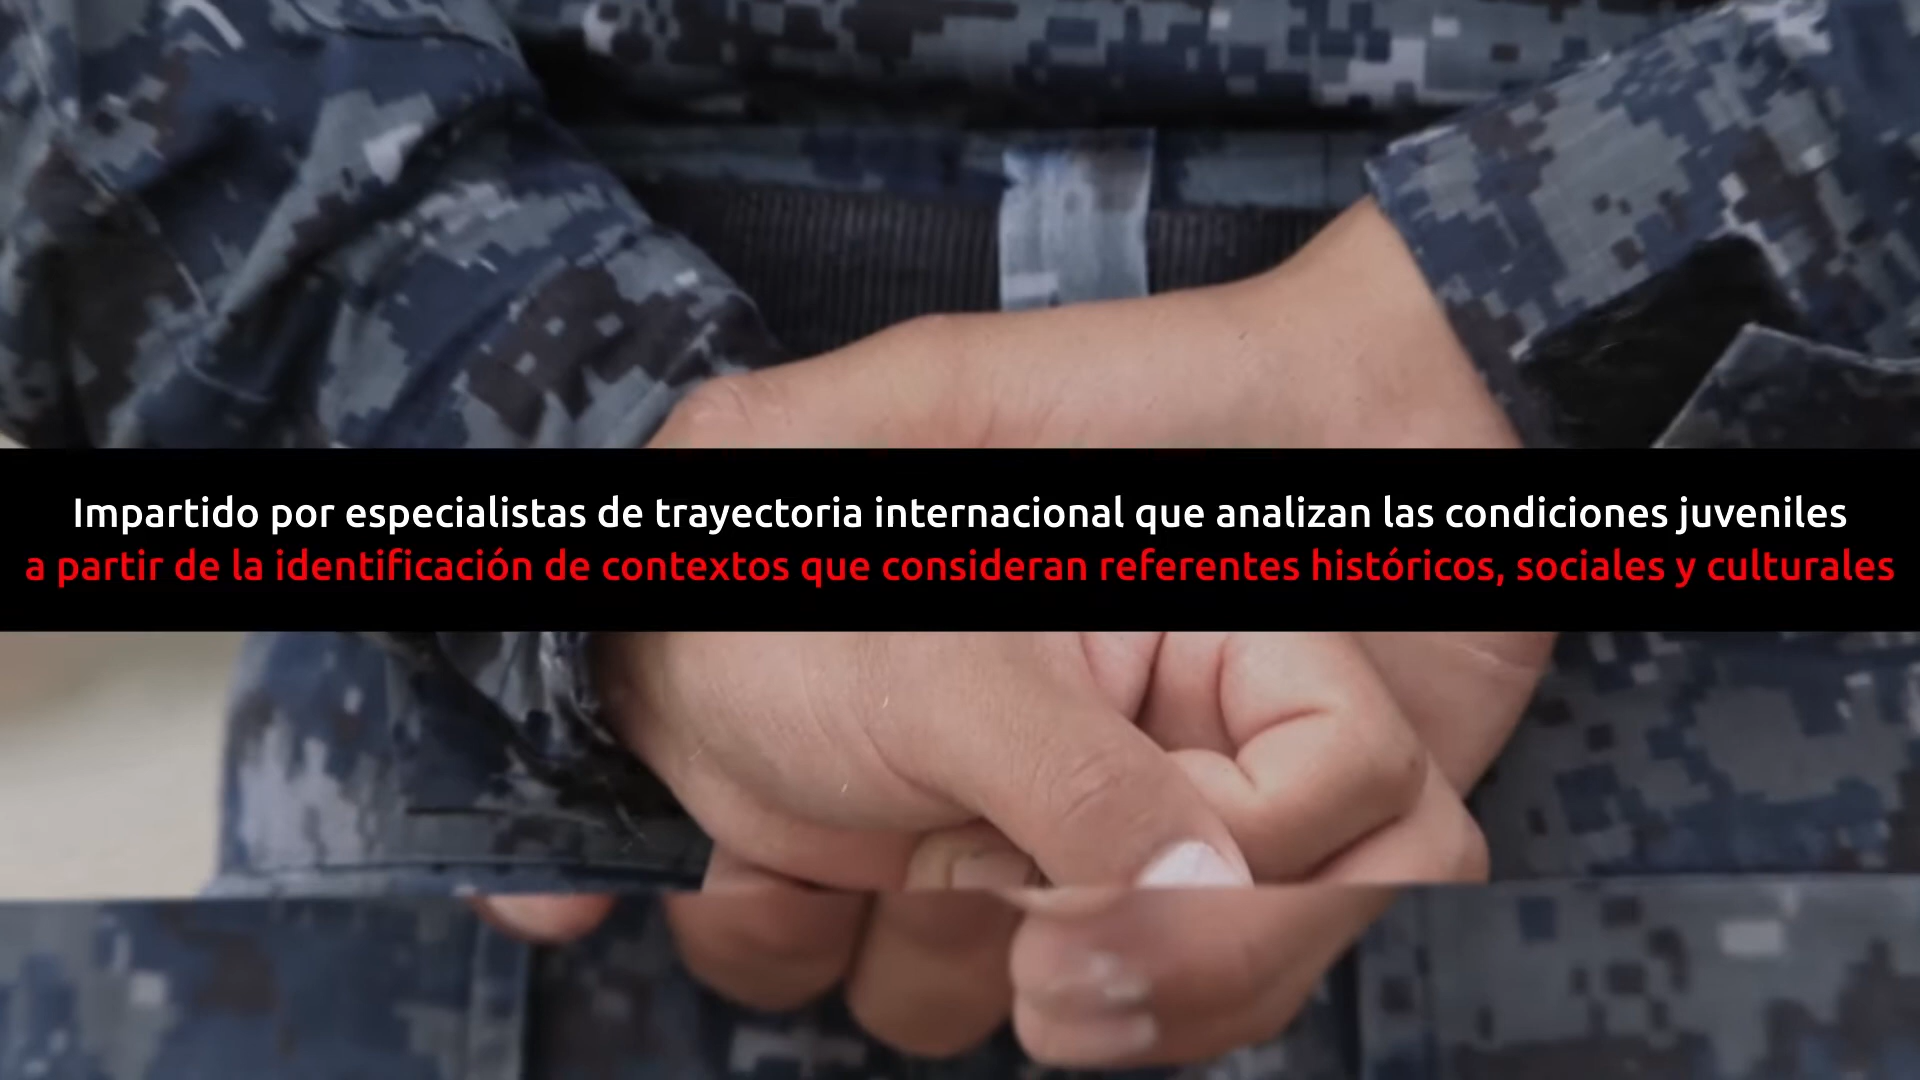 Impartido por especialistas de trayectoria internacional que analizan las condiciones juveniles
a partir de la identificación de contextos que consideran referentes históricos, sociales y culturales